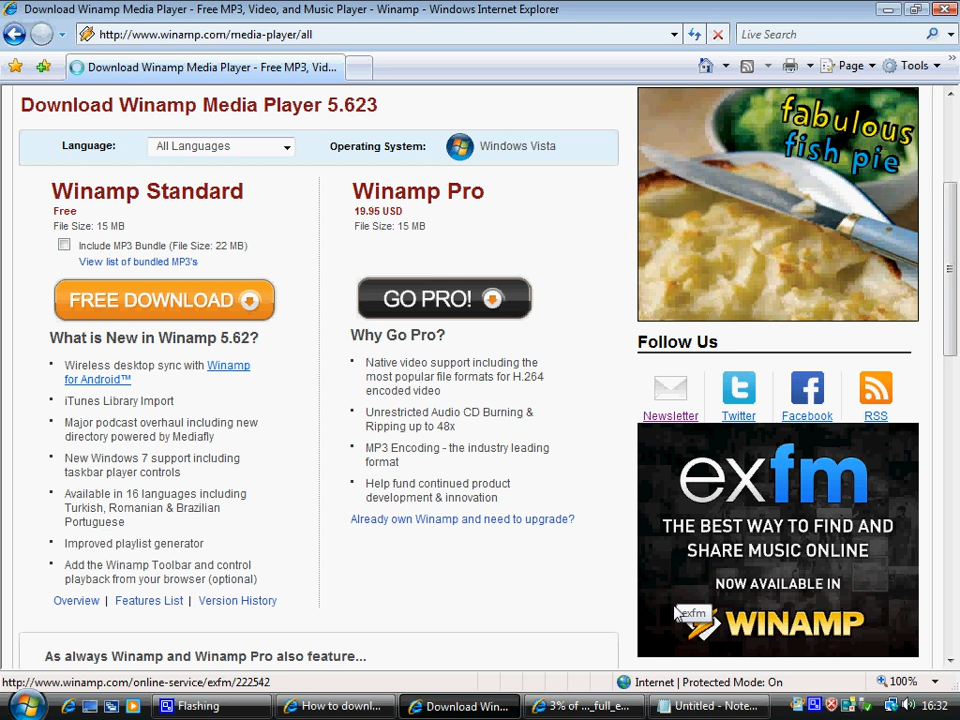 Download Winamp Media Player - Free MP3, Video, and Music Player - Winamp - Windows Internet Explorer
http://www.winamp.com/media-player/all
Live Search
Download Winamp Media Player - Free MP3, Vid...
Page
Tools
Download Winamp Media Player 5.623
Language:
All Languages
Operating System:
Windows Vista
Winamp Standard
Free
File Size: 15 MB
Include MP3 Bundle (File Size: 22 MB)
View list of bundled MP3's
FREE DOWNLOAD
What is New in Winamp 5.62?
Wireless desktop sync with Winamp
for Android™
iTunes Library Import
Major podcast overhaul including new
directory powered by Mediafly
New Windows 7 support including
taskbar player controls
Available in 16 languages including
Turkish, Romanian & Brazilian
Portuguese
Improved playlist generator
Add the Winamp Toolbar and control
playback from your browser (optional)
Overview | Features List | Version History
Winamp Pro
19.95 USD
File Size: 15 MB
GO PRO!
Why Go Pro?
Native video support including the
most popular file formats for H.264
encoded video
Unrestricted Audio CD Burning &
Ripping up to 48x
MP3 Encoding - the industry leading
format
Help fund continued product
development & innovation
Already own Winamp and need to upgrade?
As always Winamp and Winamp Pro also feature...
fabulous
fish pie
Follow Us
Newsletter
Twitter
Facebook
RSS
exfm
THE BEST WAY TO FIND AND
SHARE MUSIC ONLINE
NOW AVAILABLE IN
exfm
WINAMP
http://www.winamp.com/online-service/exfm/222542
Internet | Protected Mode: On
100%
Flashing
How to downl...
Download Win...
3% of ..._full_e...
Untitled - Note...
16:32